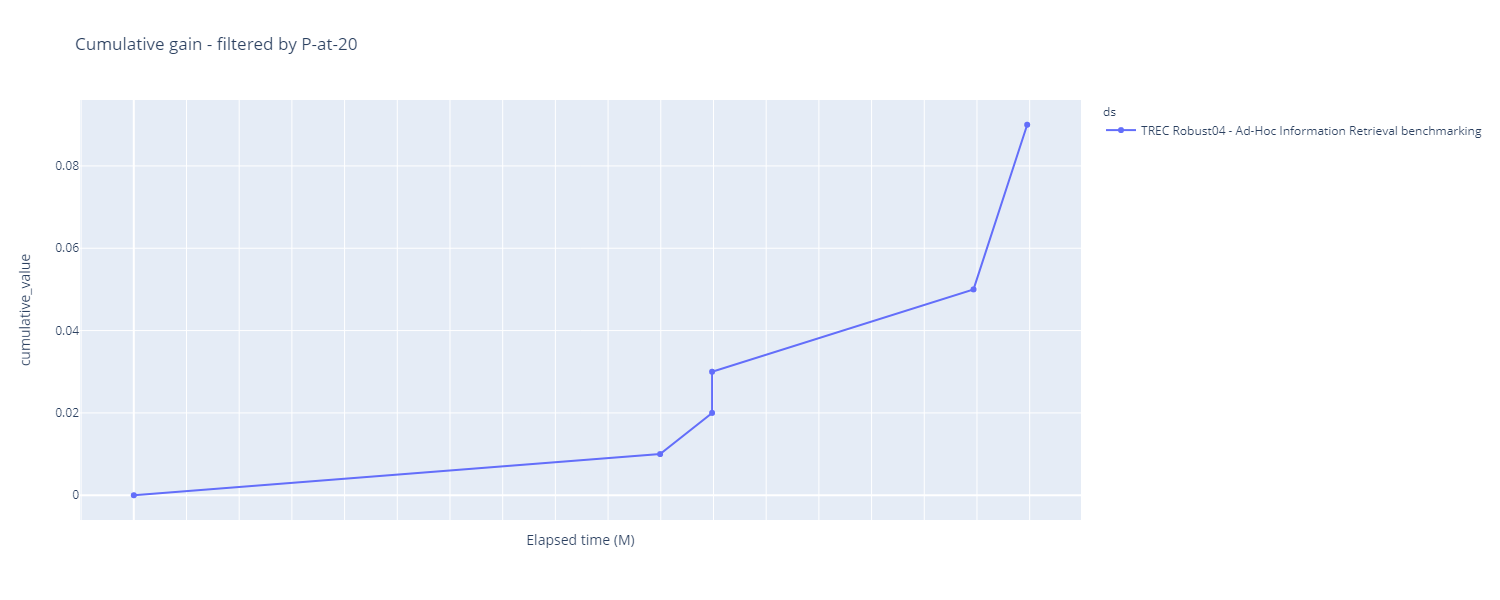 Cumulative gain - filtered by P-at-20
ds
TREC Robust04 - Ad-Hoc Information Retrieval benchmarking
0.08
0.06
0.04
0.02
0
cumulative_value
Elapsed time (M)